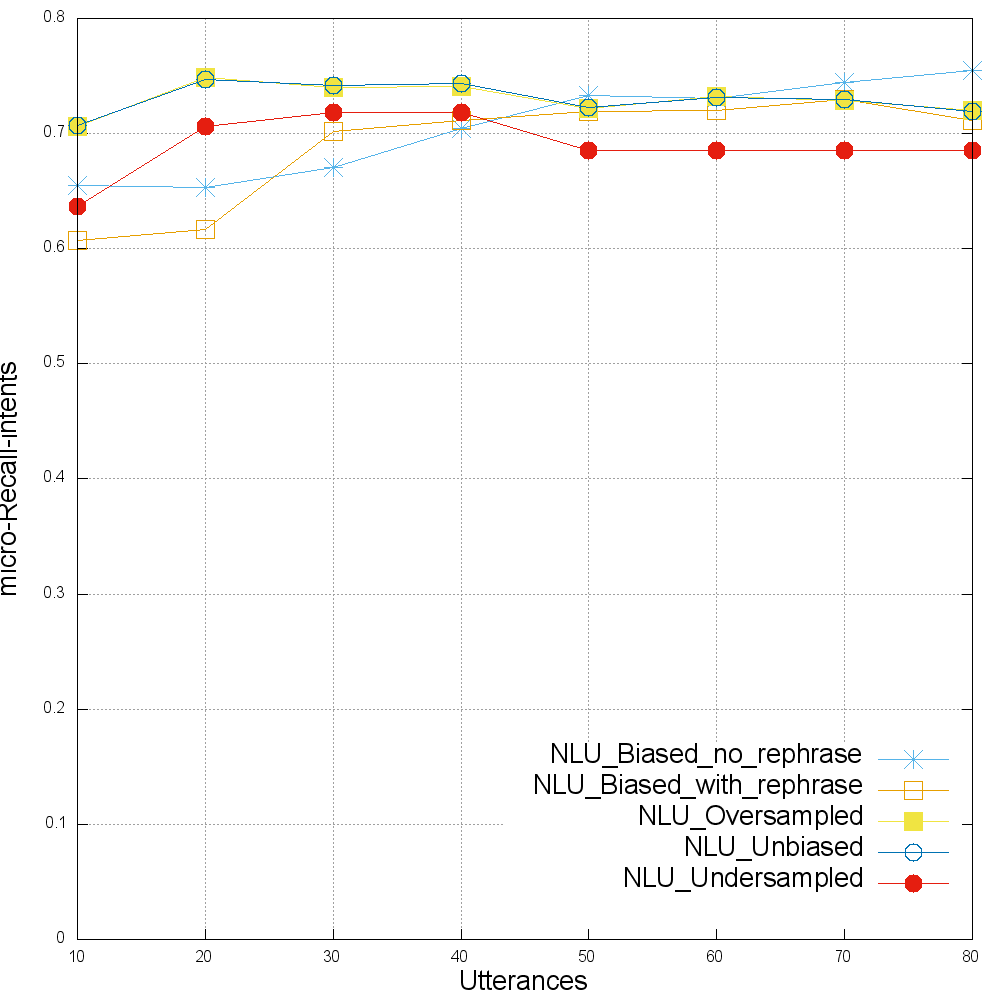 0.8
0.7
0.6
0.5
0.4
0.3
0.2
0.1
0
micro-Recall-intents
NLU_Biased_no_rephrase
NLU_Biased_with_rephrase
NLU_Oversampled
NLU_Unbiased
NLU_Undersampled
10 20 30 40 50 60 70 80
Utterances